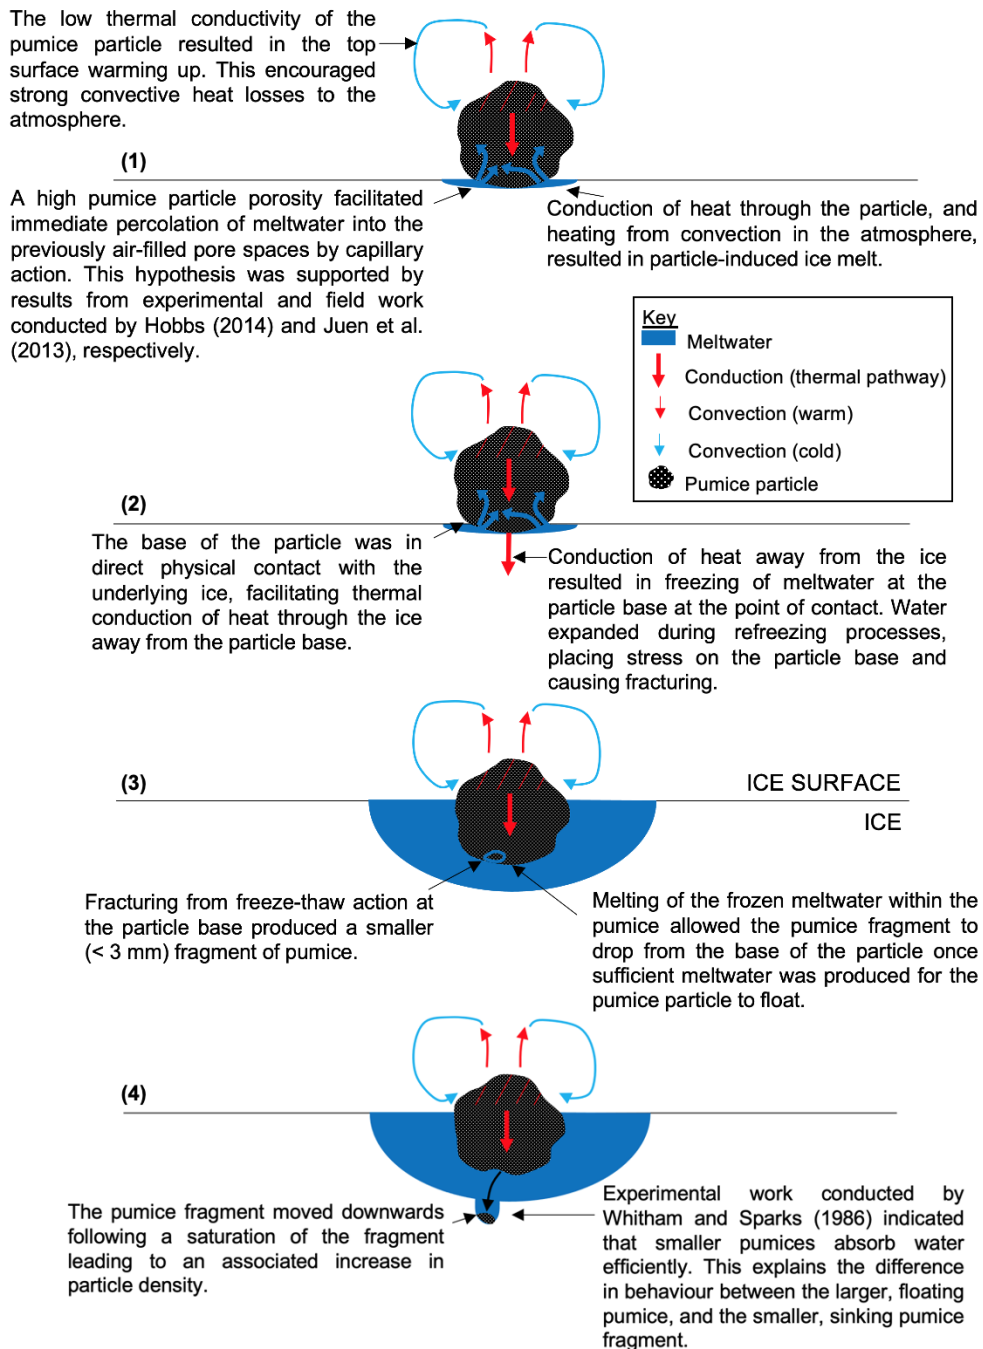 The low thermal conductivity of the
pumice particle resulted in the top
surface warming up. This encouraged
strong convective heat losses to the
atmosphere.
(1)
A high pumice particle porosity facilitated
immediate percolation of meltwater into the
previously air-filled pore spaces by capillary
action. This hypothesis was supported by
results from experimental and field work
conducted by Hobbs (2014) and Juen et al.
(2013), respectively.
Conduction of heat through the particle, and
heating from convection in the atmosphere,
resulted in particle-induced ice melt.
Key
Meltwater
Conduction (thermal pathway)
Convection (warm)
Convection (cold)
Pumice particle
(2)
The base of the particle was in
direct physical contact with the
underlying ice, facilitating thermal
conduction of heat through the ice
away from the particle base.
Conduction of heat away from the ice
resulted in freezing of meltwater at the
particle base at the point of contact. Water
expanded during refreezing processes,
placing stress on the particle base and
causing fracturing.
(3)
ICE SURFACE
ICE
Fracturing from freeze-thaw action at
the particle base produced a smaller
(< 3 mm) fragment of pumice.
Melting of the frozen meltwater within the
pumice allowed the pumice fragment to
drop from the base of the particle once
sufficient meltwater was produced for the
pumice particle to float.
(4)
The pumice fragment moved downwards
following a saturation of the fragment
leading to an associated increase in
particle density.
Experimental work conducted by
Whitham and Sparks (1986) indicated
that smaller pumices absorb water
efficiently. This explains the difference
in behaviour between the larger, floating
pumice, and the smaller, sinking pumice
fragment.